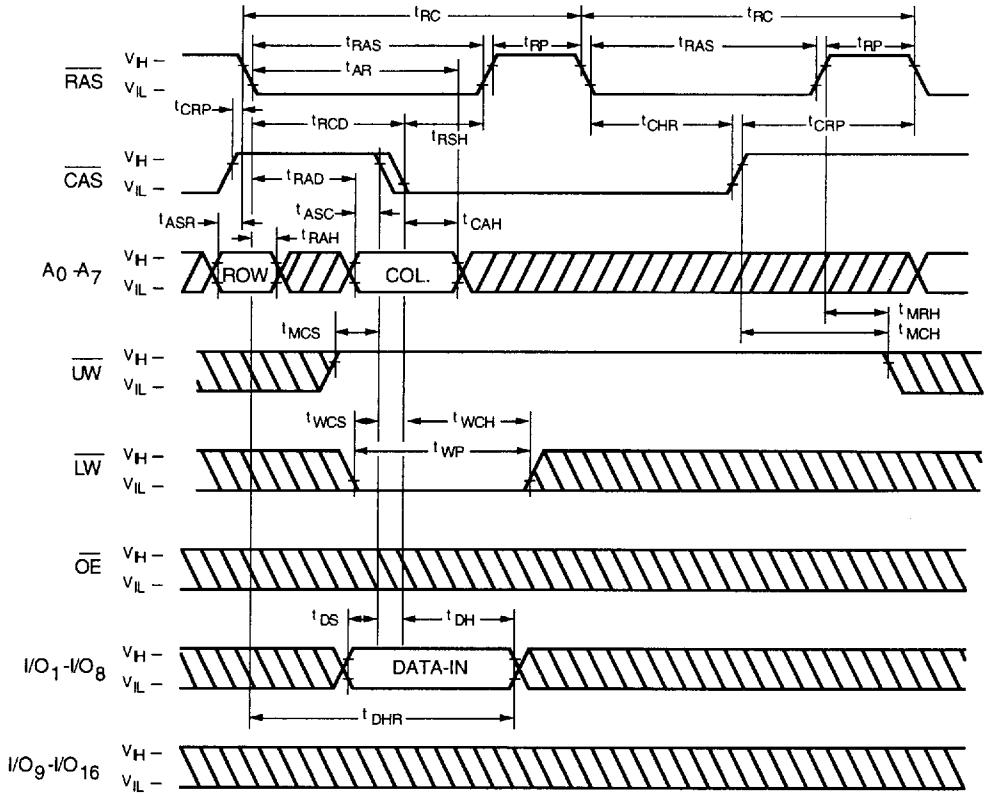 tRC tRC
tRAS tRP tRAS tRP
tAR
RAS VIH –
VIL –
tCRP tRCD tRSH tCHR tCRP
CAS VIH –
VIL –
tRAD
tASR tASC tCAH
tRAH
A0-A7 VIH –
VIL –
ROW COL.
tMRH
tMCS tMCH
UW VIH –
VIL –
tWCS tWCH
tWP
LW VIH –
VIL –
OE VIH –
VIL –
tDS tDH
I/O1-I/O8 VIH –
VIL –
DATA-IN
tDHR
I/O9-I/O16 VIH –
VIL –